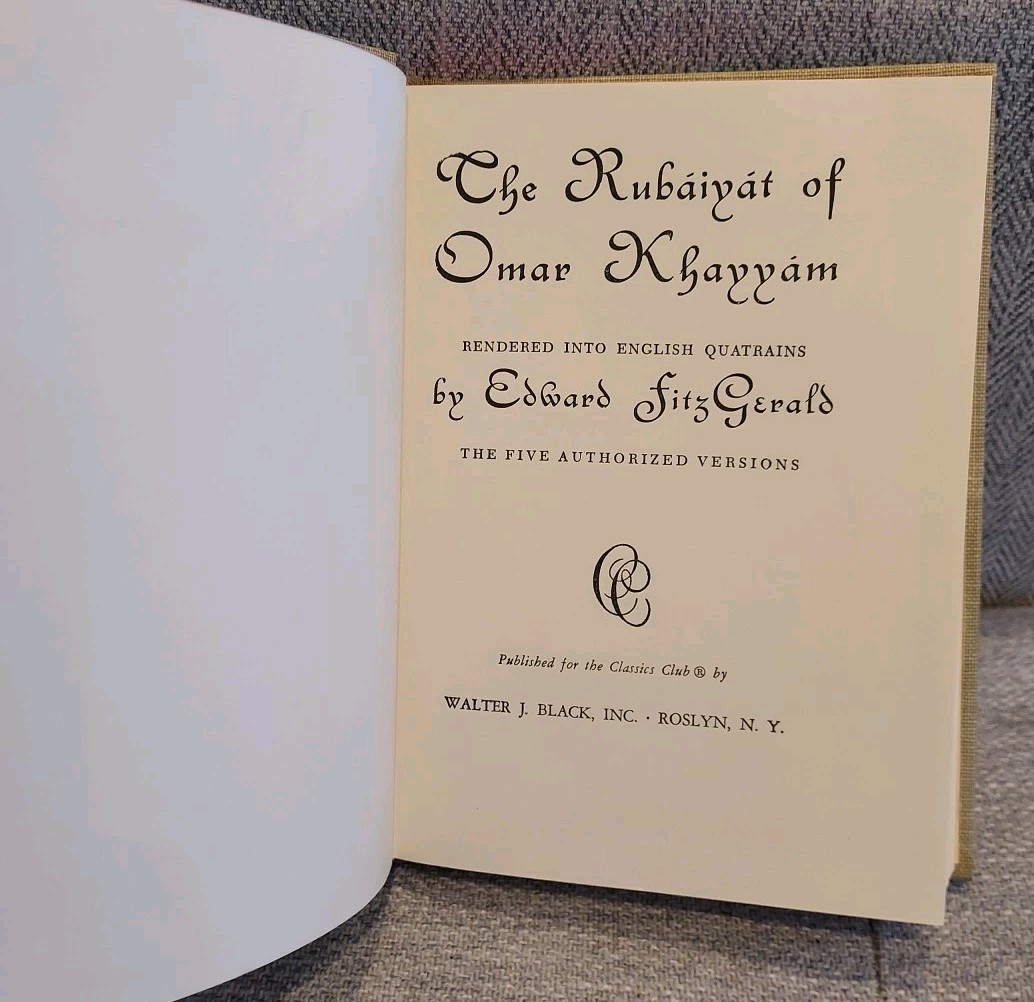 The Rubáiyát of
Omar Khayyám
RENDERED INTO ENGLISH QUATRAINS
by Edward FitzGerald
THE FIVE AUTHORIZED VERSIONS
CC
Published for the Classics Club ® by
WALTER J. BLACK, INC. · ROSLYN, N. Y.